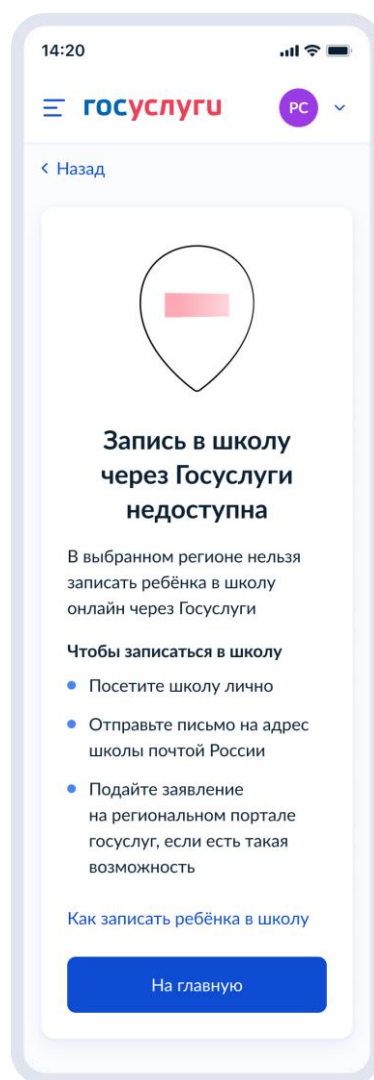 14:20
госуслуги
РС
Назад
Запись в школу
через Госуслуги
недоступна
В выбранном регионе нельзя
записать ребёнка в школу
онлайн через Госуслуги
Чтобы записаться в школу
Посетите школу лично
Отправьте письмо на адрес
школы почтой России
Подайте заявление
на региональном портале
госуслуг, если есть такая
возможность
Как записать ребёнка в школу
На главную